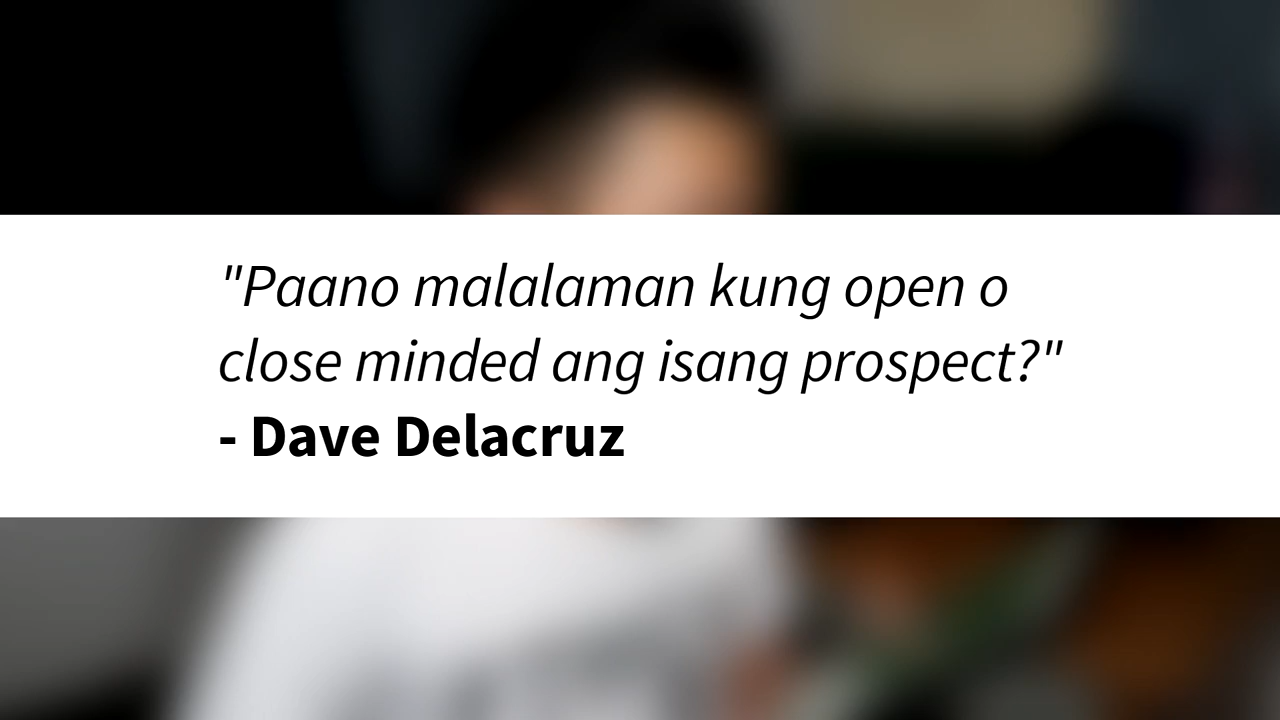 "Paano malalaman kung open o
close minded ang isang prospect?"
- Dave Delacruz